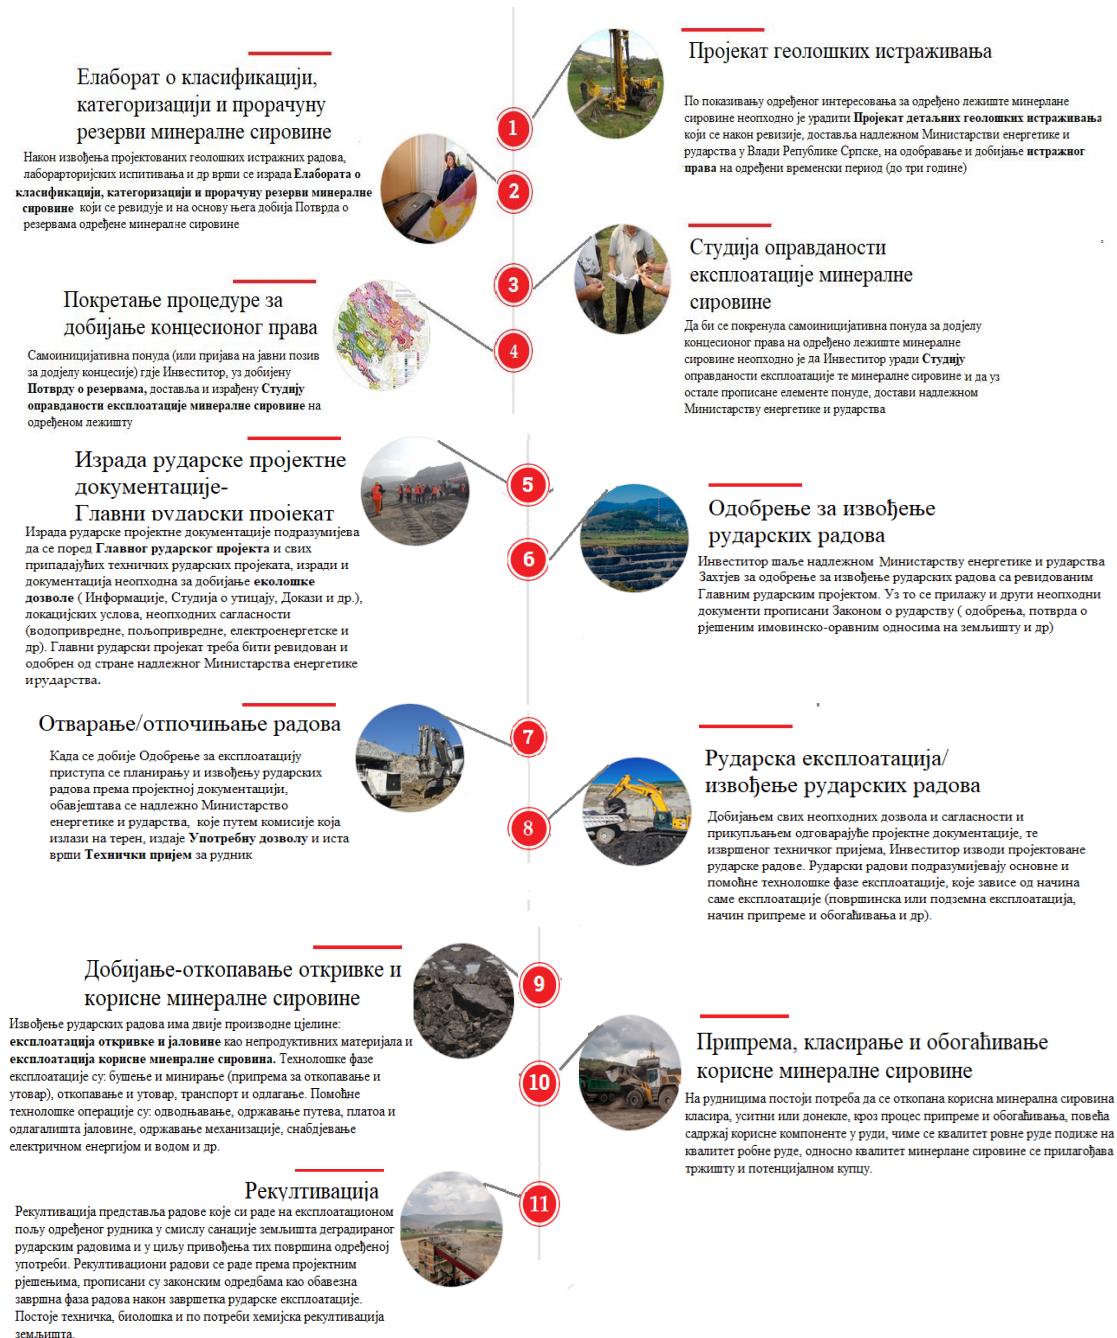 Пројекат геолошких истраживања
По показивању одређеног интересовања за одређено лежиште минерлане
сировине неопходно је урадити Пројекат детаљних геолошких истраживања
који се након ревизије, доставља надлежном Министарстви енергетике и
рударства у Влади Републике Српске, на одобравање и добијање истражног
права на одређени временски период (до три године)
1
Елаборат о класификацији,
категоризацији и прорачуну
резерви минералне сировине
Након извођења пројектованих геолошких истражних радова,
лабораrторијских испитивања и др врши се израда Елабората о
класификацији, категоризацији и прорачуну резерви минералне
сировине који се ревидује и на основу њега добија Потврда о
резервама одређене минералне сировине
2
Студија оправданости
експлоатације минералне
сировине
Да би се покренула самоиницијативна понуда за додјелу
концесионог права на одређено лежиште минералне
сировине неопходно је да Инвеститор уради Студију
оправданости експлоатације те минералне сировине и да уз
остале прописане елементе понуде, достави надлежном
Министарству енергетике и рударства
3
Покретање процедуре за
добијање концесионог права
Самоиницијативна понуда (или пријава на јавни позив
за додјелу концесије) гдје Инвеститор, уз добијену
Потврду о резервама, доставља и израђену Студију
оправданости експлоатације минералне сировине на
одређеном лежишту
4
Израда рударске пројектне
документације-
Главни рударски пројекат
Израда рударске пројектне документације подразумијева
да се поред Главног рударског пројекта и свих
припадајућих техничких рударских пројеката, изради и
документација неопходна за добијање еколошке
дозволе ( Информације, Студија о утицају, Докази и др.),
локацијских услова, неопходних сагласности
(водопривредне, пољопривредне, електроенергетске и
др). Главни рударски пројекат треба бити ревидован и
одобрен од стране надлежног Министарства енергетике
и рударства.
5
Одобрење за извођење
рударских радова
Инвеститор шаље надлежном Министарству енергетике и рударства
Захтјев за одобрење за извођење рударских радова са ревидованим
Главним рударским пројектом. Уз то се прилажу и други неопходни
документи прописани Законом о рударству ( одобрења, потврда о
рјешеним имовинско-оравним односима на земљишту и др)
6
Отварање/отпочињање радова
Када се добије Одобрење за експлоатацију
приступа се планирању и извођењу рударских
радова према пројектној документацији,
обавјештава се надлежно Министарство
енергетике и рударства, које путем комисије која
излази на терен, издаје Употребну дозволу и иста
врши Технички пријем за рудник
7
Рударска експлоатација/
извођење рударских радова
Добијањем свих неопходних дозвола и сагласности и
прикупљањем одговарајуће пројектне документације, те
извршеног техничког пријема, Инвеститор изводи пројектоване
рударске радове. Рударски радови подразумијевају основне и
помоћне технолошке фазе експлоатације, које зависе од начина
саме експлоатације (површинска или подземна експлоатација,
начин припреме и обогаћивања и др).
8
Добијање-откопавање откривке и
корисне минералне сировине
Извођење рударских радова има двије производне цјелине:
експлоатација откривке и јаловине као непродуктивних материјала и
експлоатација корисне миенралне сировина. Технолошке фазе
експлоатације су: бушење и минирање (припрема за откопавање и
утовар), откопавање и утовар, транспорт и одлагање. Помоћне
технолошке операције су: одводњавање, одржавање путева, платоа и
одлагалишта јаловине, одржавање механизације, снабдјевање
електричном енергијом и водом и др.
9
Припрема, класирање и обогаћивање
корисне минералне сировине
На рудницима постоји потреба да се откопана корисна минерална сировина
класира, уситни или донекле, кроз процес припреме и обогаћивања, повећа
садржај корисне компоненте у руди, чиме се квалитет ровне руде подиже на
квалитет робне руде, односно квалитет минерлане сировине се прилагођава
тржишту и потенцијалном купцу.
10
Рекултивација
Рекултивација представља радове које си раде на експлоатационом
пољу одређеног рудника у смислу санације земљишта деградираног
рударским радовима и у циљу привођења тих површина одређеној
употреби. Рекултивациони радови се раде према пројектним
рјешењима, прописани су законским одредбама као обавезна
завршна фаза радова након завршетка рударске експлоатације.
Постоје техничка, биолошка и по потреби хемијска рекултивација
земљишта.
11